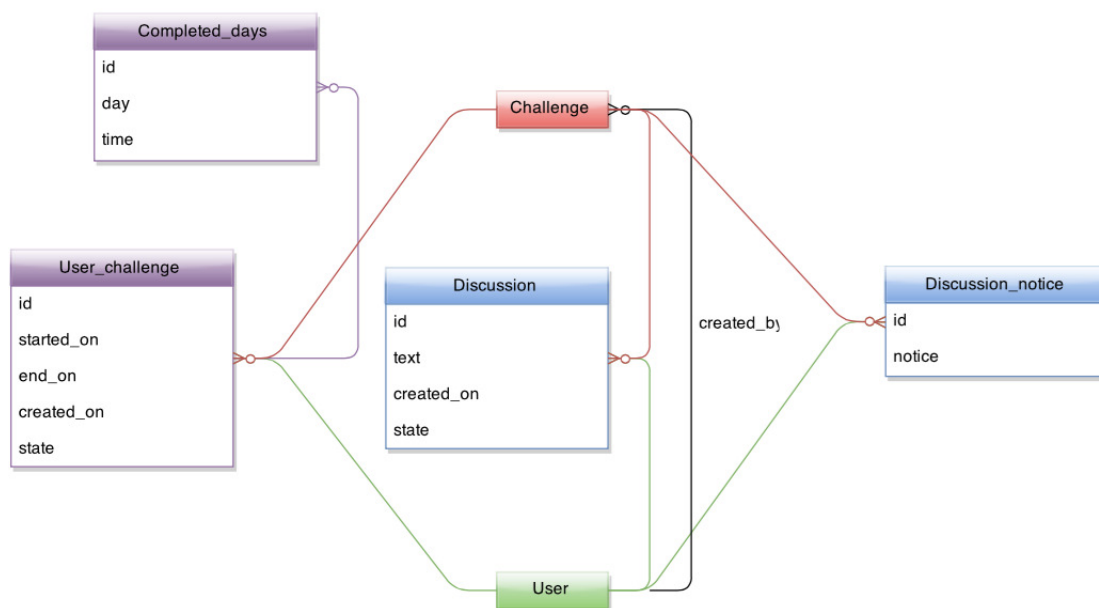 Completed_days
id
day
time
Challenge
User_challenge
id
started_on
end_on
created_on
state
Discussion
id
text
created_on
state
created_by
Discussion_notice
id
notice
User